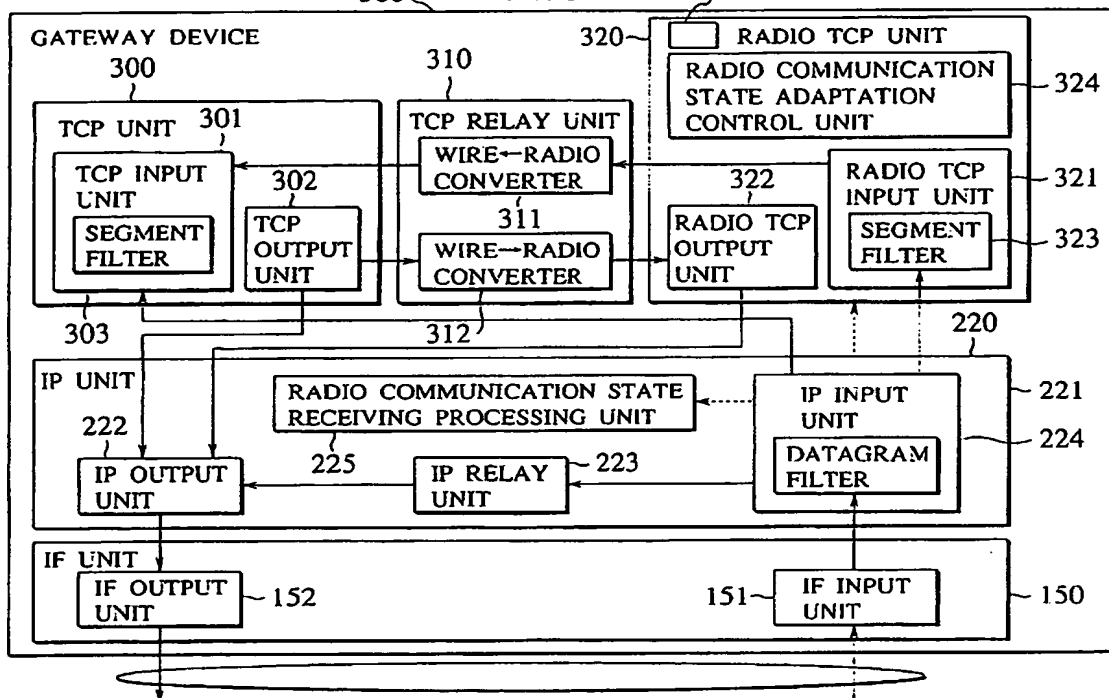 GATEWAY DEVICE
300
310
320
RADIO TCP UNIT
RADIO COMMUNICATION
STATE ADAPTATION
CONTROL UNIT
324
TCP UNIT
301
TCP INPUT
UNIT
SEGMENT
FILTER
303
302
TCP
OUTPUT
UNIT
TCP RELAY UNIT
WIRE←RADIO
CONVERTER
311
WIRE→RADIO
CONVERTER
312
322
RADIO TCP
OUTPUT
UNIT
RADIO TCP
INPUT UNIT
321
SEGMENT
FILTER
323
220
IP UNIT
RADIO COMMUNICATION STATE
RECEIVING PROCESSING UNIT
225
IP INPUT
UNIT
221
DATAGRAM
FILTER
224
222
IP OUTPUT
UNIT
IP RELAY
UNIT
223
IF UNIT
IF OUTPUT
UNIT
152
151
IF INPUT
UNIT
150